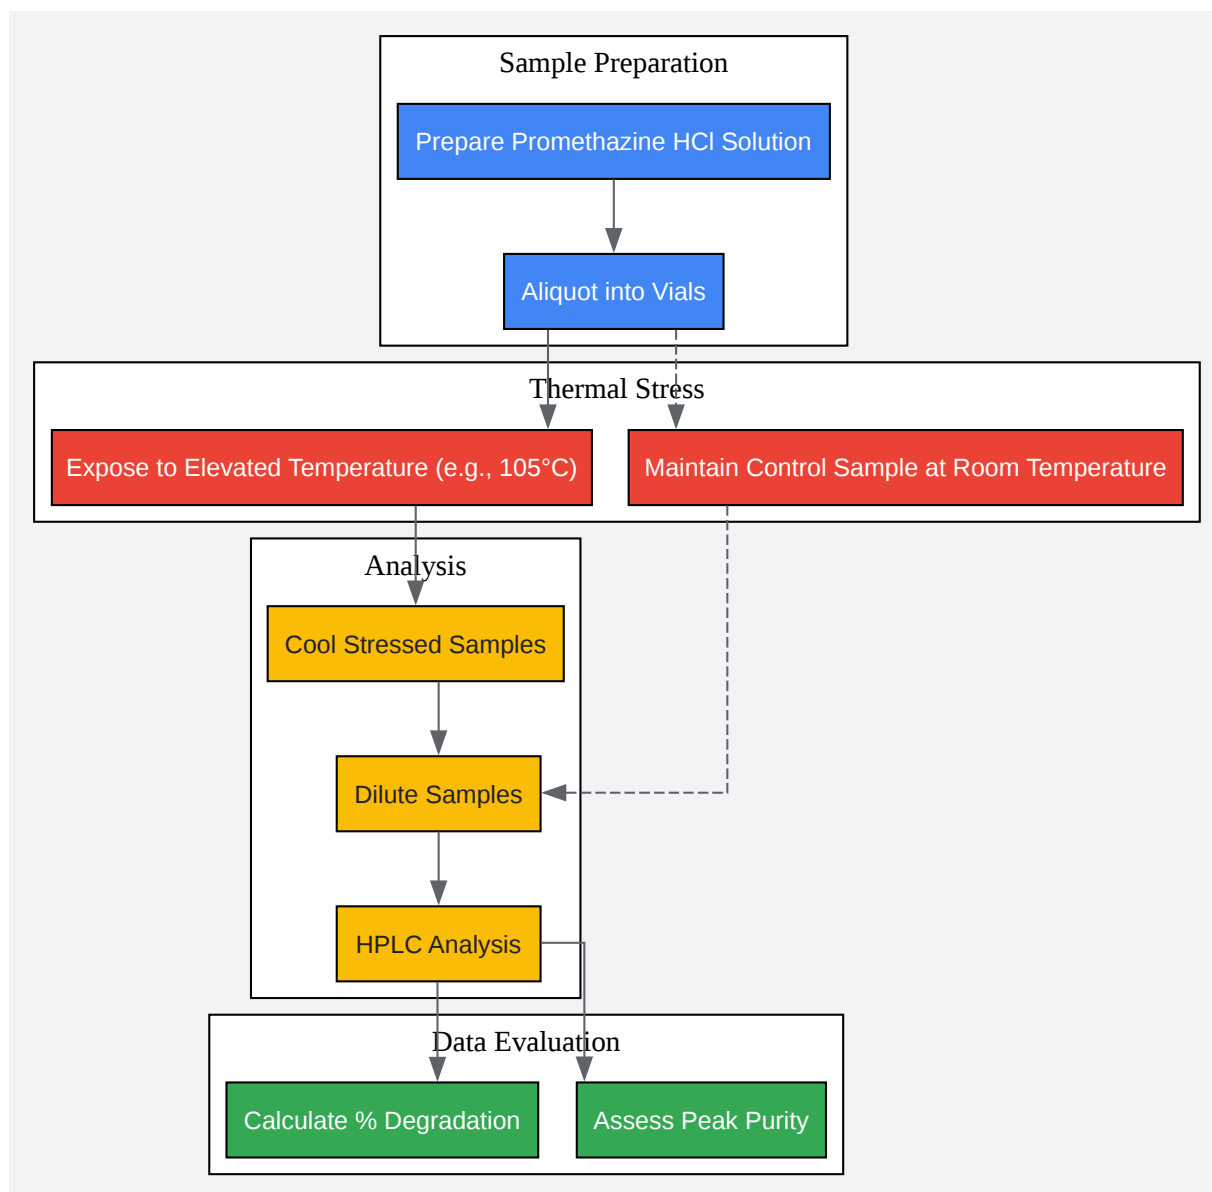 Sample Preparation
Prepare Promethazine HCl Solution
Aliquot into Vials
Thermal Stress
Expose to Elevated Temperature (e.g., 105°C)
Maintain Control Sample at Room Temperature
Analysis
Cool Stressed Samples
Dilute Samples
HPLC Analysis
Data Evaluation
Calculate % Degradation
Assess Peak Purity